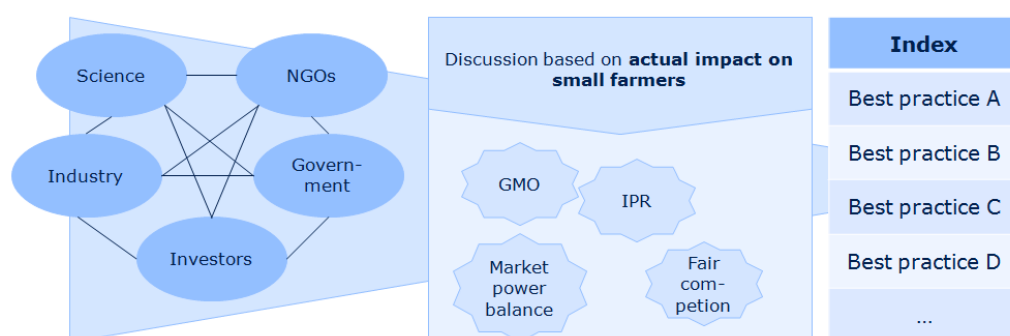 Science
NGOs
Industry
Govern-
ment
Investors
Discussion based on actual impact on
small farmers
GMO
IPR
Market
power
balance
Fair
com-
petion
Index
Best practice A
Best practice B
Best practice C
Best practice D
...